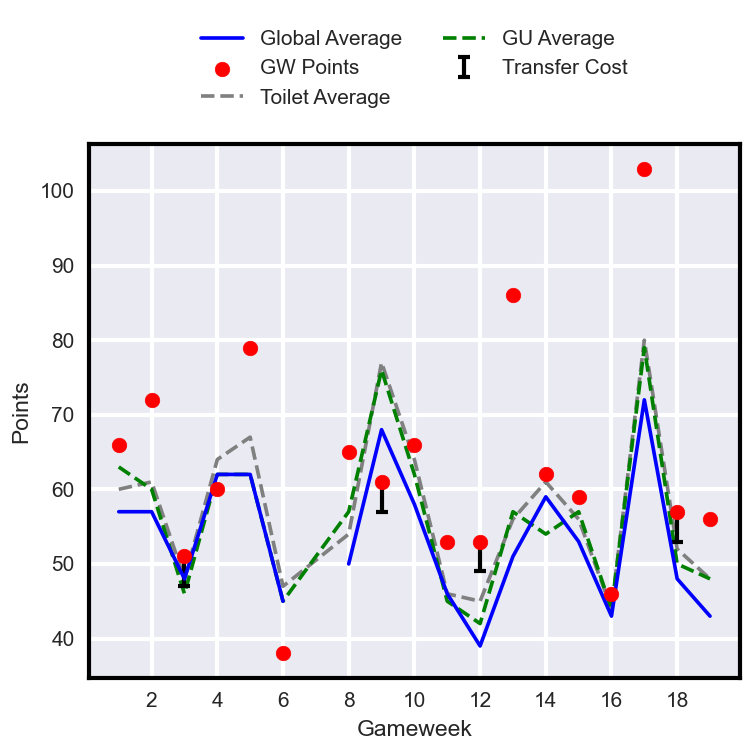 Global Average
GW Points
Toilet Average
GU Average
Transfer Cost
100
90
80
70
60
50
40
Points
2 4 6 8 10 12 14 16 18
Gameweek